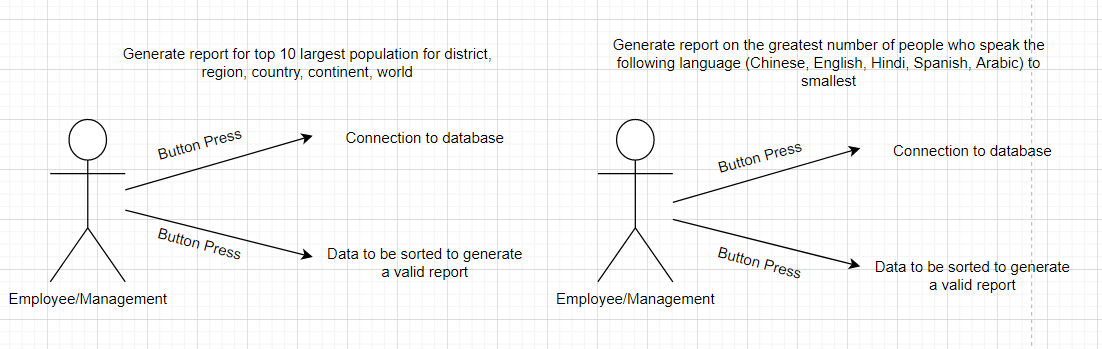 Generate report for top 10 largest population for district,
region, country, continent, world
Button Press
Connection to database
Button Press
Data to be sorted to generate
a valid report
Employee/Management
Generate report on the greatest number of people who speak the
following language (Chinese, English, Hindi, Spanish, Arabic) to
smallest
Button Press
Connection to database
Button Press
Data to be sorted to generate
a valid report
Employee/Management